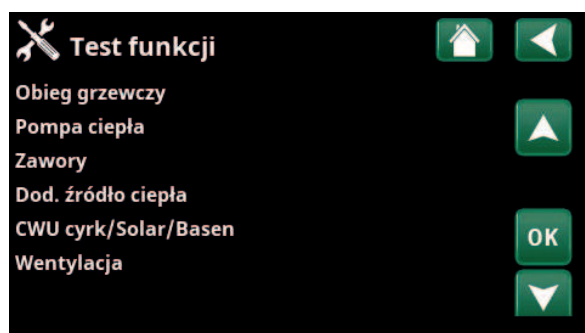 Test funkcji
Obieg grzewczy
Pompa ciepła
Zawory
Dod. źródło ciepła
CWU cyrk/Solar/Basen
OK
Wentylacja